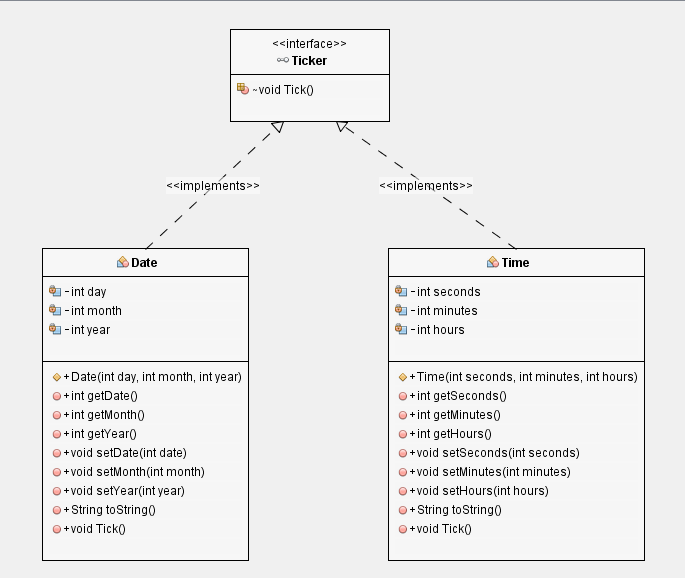 <<interface>>
Ticker
~void Tick()
<<implements>>
<<implements>>
Date
-int day
-int month
-int year
+Date(int day, int month, int year)
+int getDate()
+int getMonth()
+int getYear()
+void setDate(int date)
+void setMonth(int month)
+void setYear(int year)
+String toString()
+void Tick()
Time
-int seconds
-int minutes
-int hours
+Time(int seconds, int minutes, int hours)
+int getSeconds()
+int getMinutes()
+int getHours()
+void setSeconds(int seconds)
+void setMinutes(int minutes)
+void setHours(int hours)
+String toString()
+void Tick()